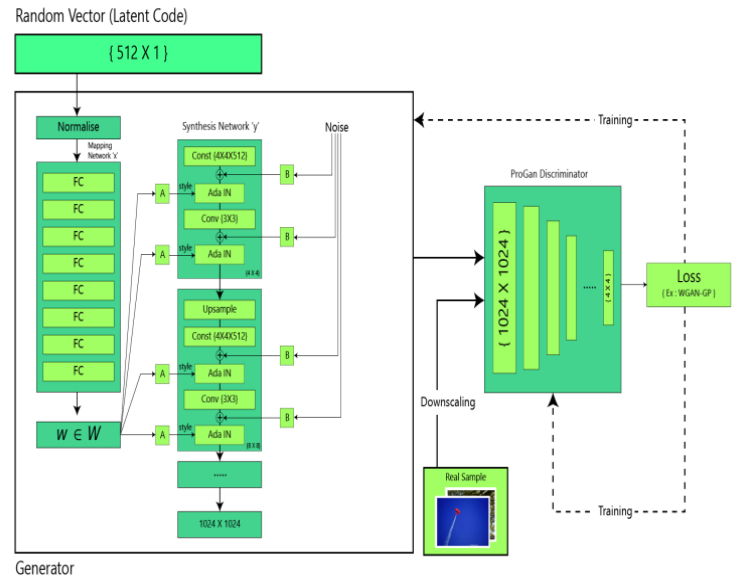 Random Vector (Latent Code)
{ 512 X 1 }
Normalise
Mapping
Network 'x'
FC
FC
FC
FC
FC
FC
FC
FC
w ∈ W
A
A
A
A
style
style
style
style
Synthesis Network 'y'
Const (4X4X512)
Ada IN
Conv (3X3)
Ada IN
(4 X 4)
Upsample
Const (4X4X512)
Ada IN
Conv (3X3)
Ada IN
(8 X 8)
.....
1024 X 1024
Noise
B
B
B
B
Generator
Training
ProGan Discriminator
{ 1024 X 1024 }
.....
{ 4 X 4 }
Loss
( Ex : WGAN-GP )
Downscaling
Real Sample
Training